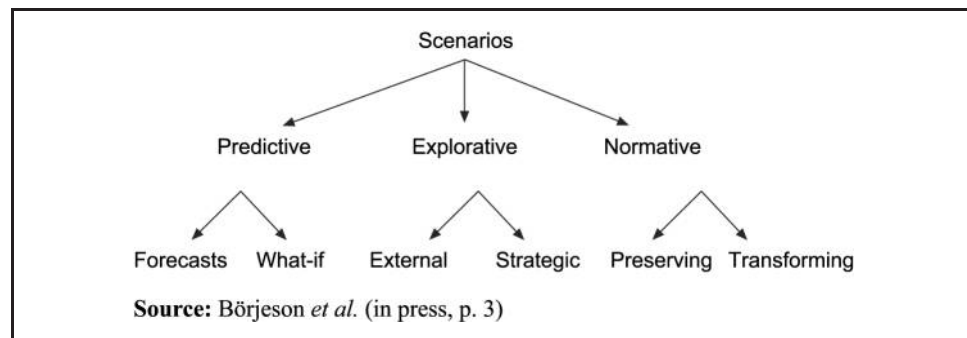 Scenarios
Predictive Explorative Normative
Forecasts What-if External Strategic Preserving Transforming
Source: Börjeson et al. (in press, p. 3)